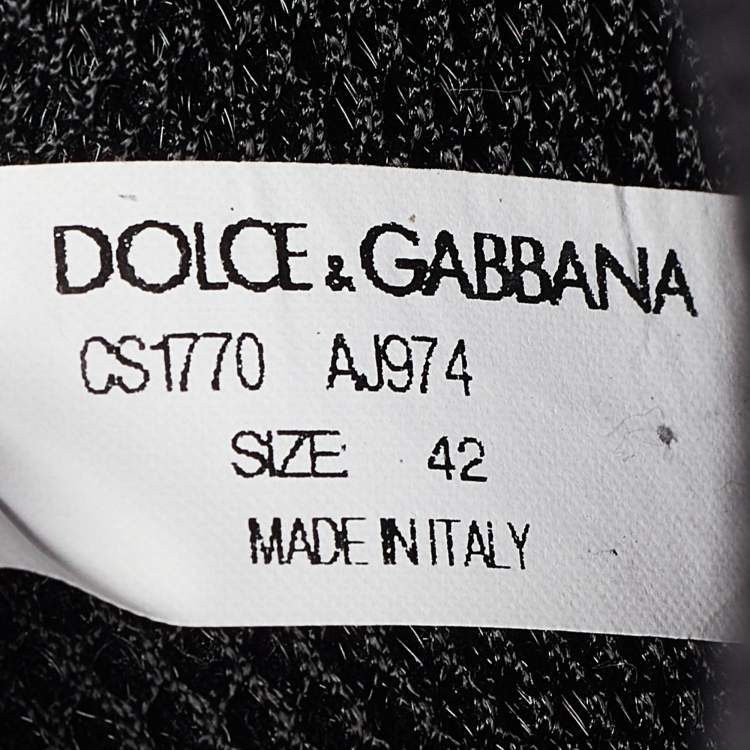 DOLCE & GABBANA
CS1770 AJ974
SIZE 42
MADE IN ITALY